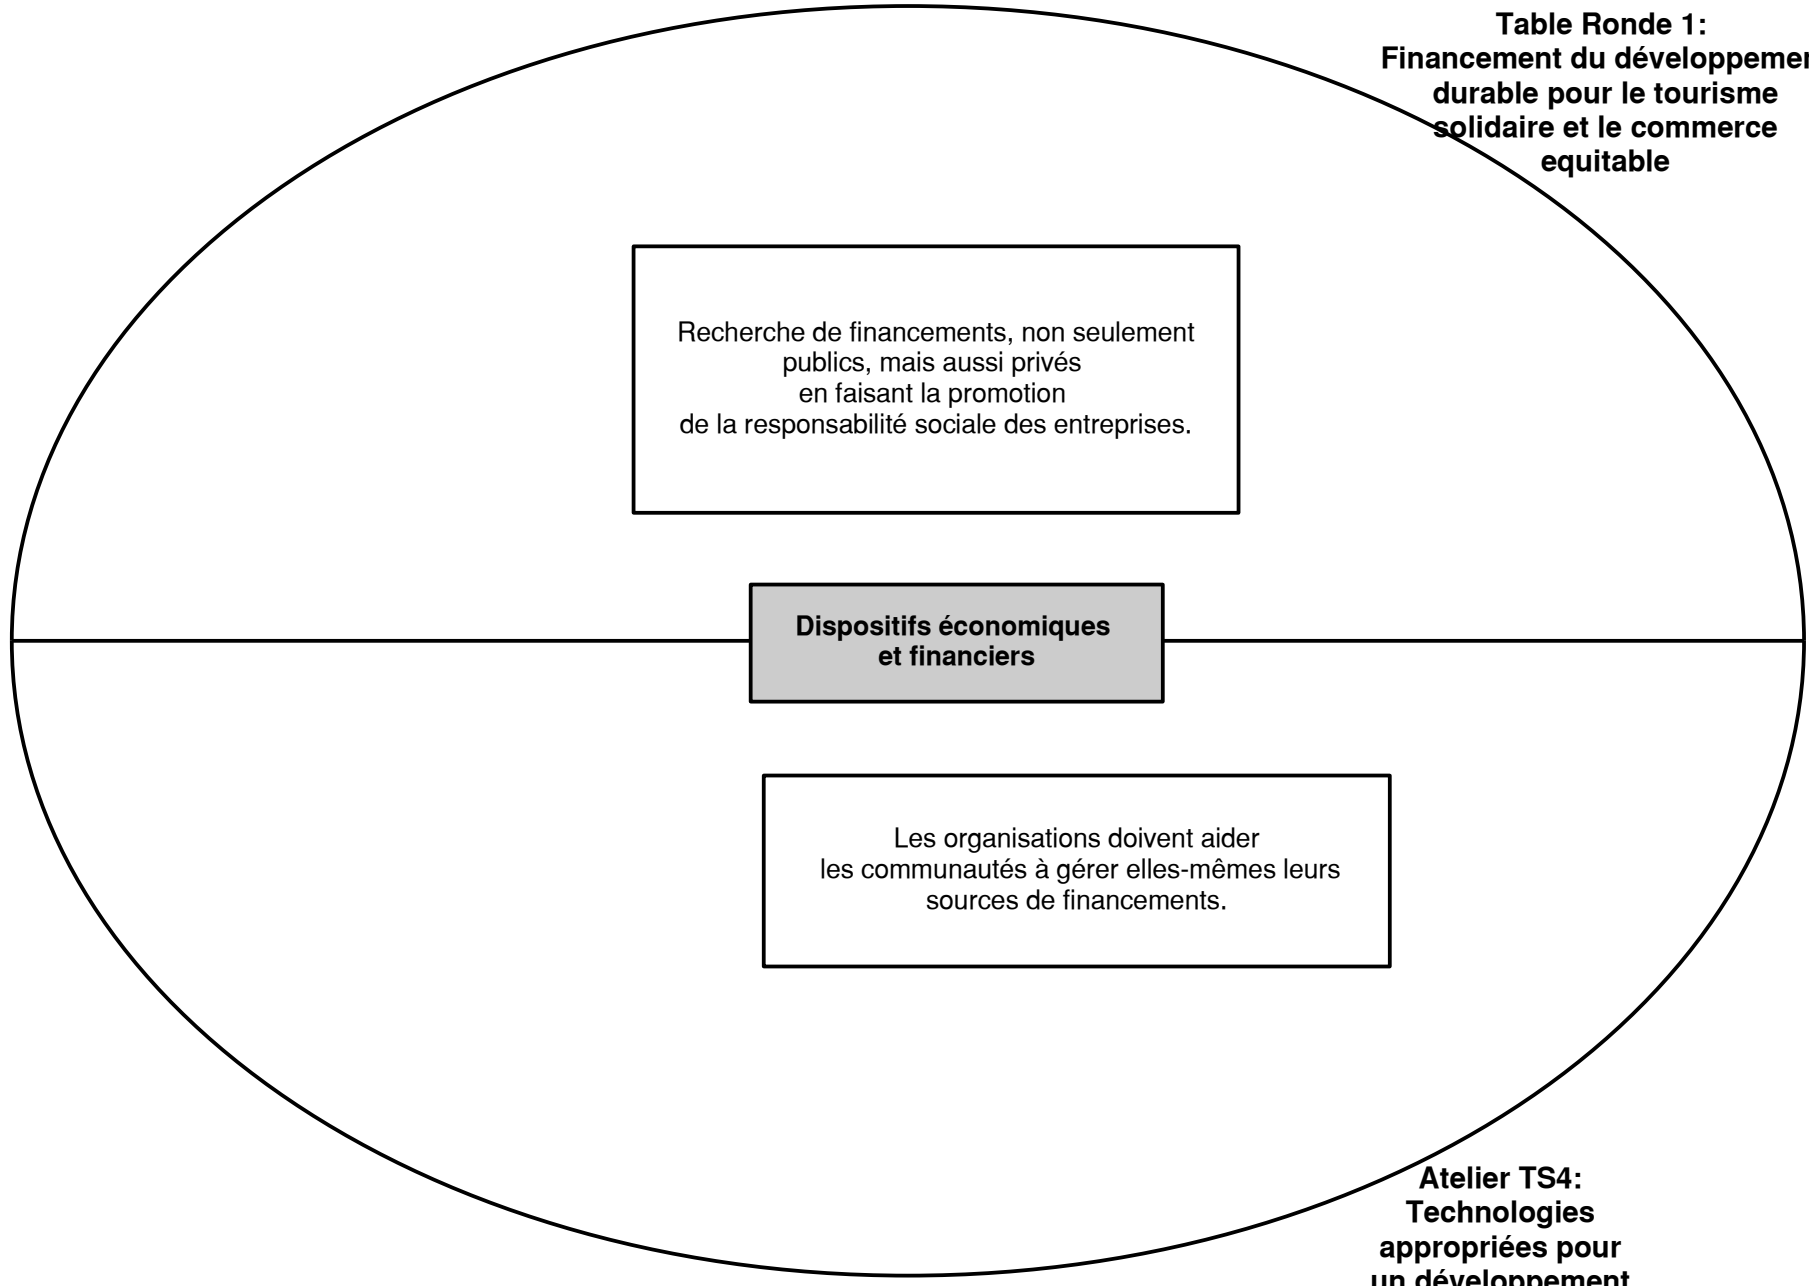 Table Ronde 1:
Financement du développemen
durable pour le tourisme
solidaire et le commerce
equitable
Recherche de financements, non seulement
publics, mais aussi privés
en faisant la promotion
de la responsabilité sociale des entreprises.
Dispositifs économiques
et financiers
Les organisations doivent aider
les communautés à gérer elles-mêmes leurs
sources de financements.
Atelier TS4:
Technologies
appropriées pour
un développement